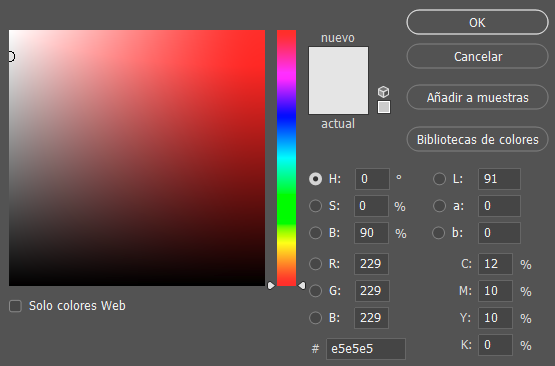 nuevo
actual
OK
Cancelar
Añadir a muestras
Bibliotecas de colores
H: 0 °
S: 0 %
B: 90 %
R: 229
G: 229
B: 229
# e5e5e5
L: 91
a: 0
b: 0
C: 12 %
M: 10 %
Y: 10 %
K: 0 %
Solo colores Web